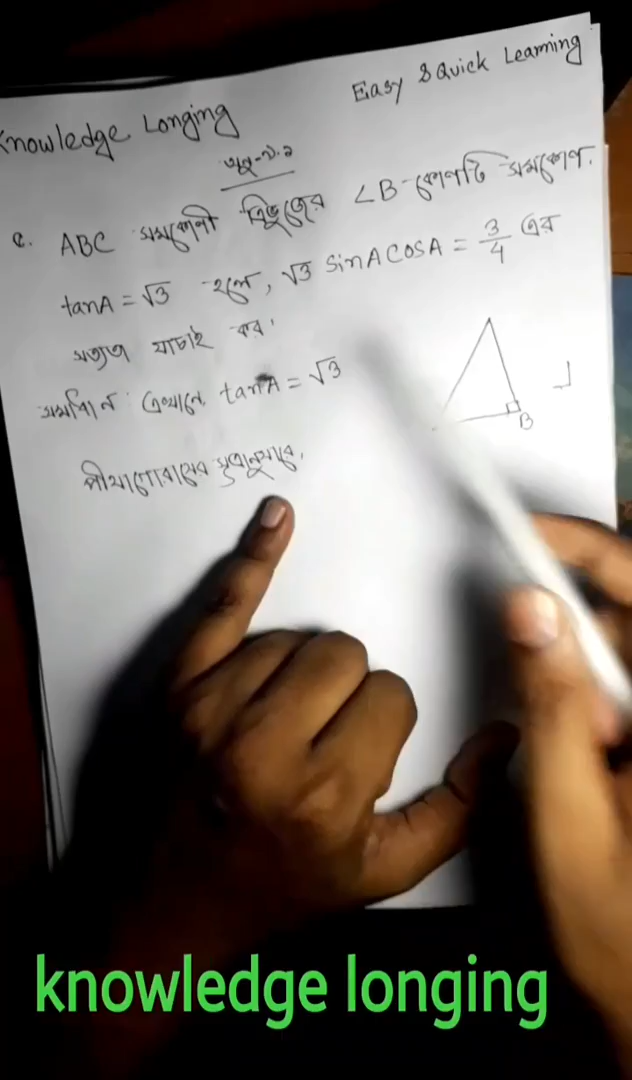 Knowledge Longing
Easy & Quick Learning
অনু-৯.১
৫. ABC সমকোণী ত্রিভুজের ∠B-কোণটি সমকোণ.
tanA = √3 হলে, √3 sinA cosA = 3/4 এর
সত্যতা যাচাই কর।
সমাধান: এখানে, tanA = √3
B
পীথাগোরাসের সূত্রানুসারে,
knowledge longing